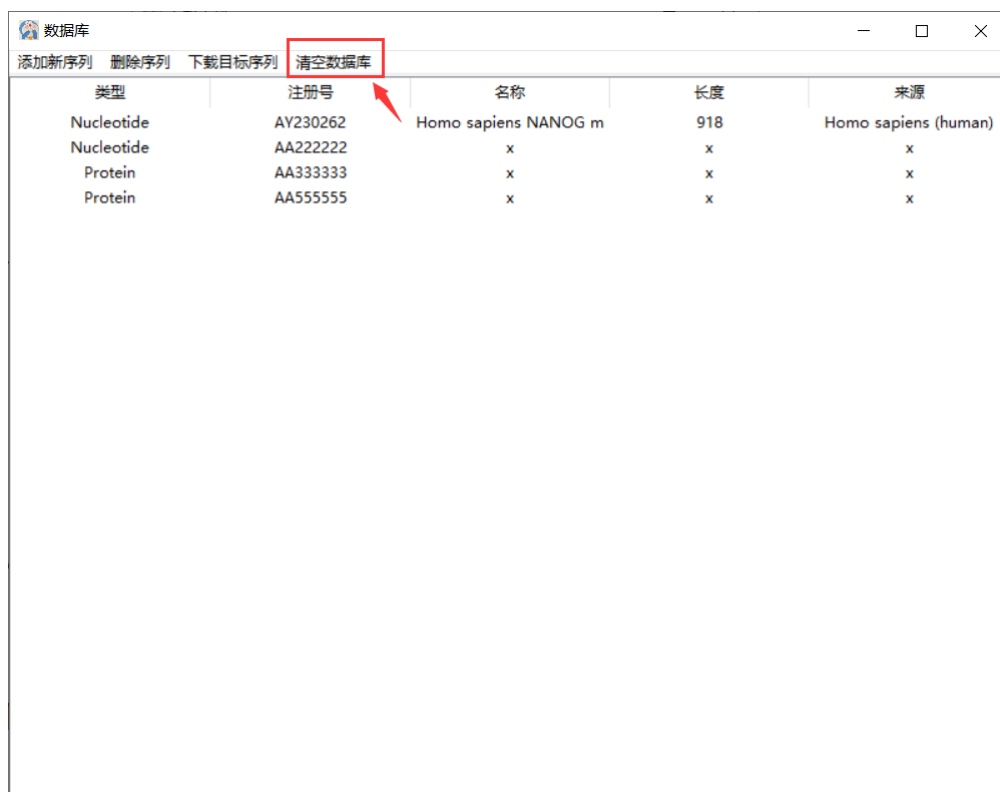 数据库
添加新序列 删除序列 下载目标序列 清空数据库
类型 注册号 名称 长度 来源
Nucleotide AY230262 Homo sapiens NANOG m 918 Homo sapiens (human)
Nucleotide AA222222 x x x
Protein AA333333 x x x
Protein AA555555 x x x